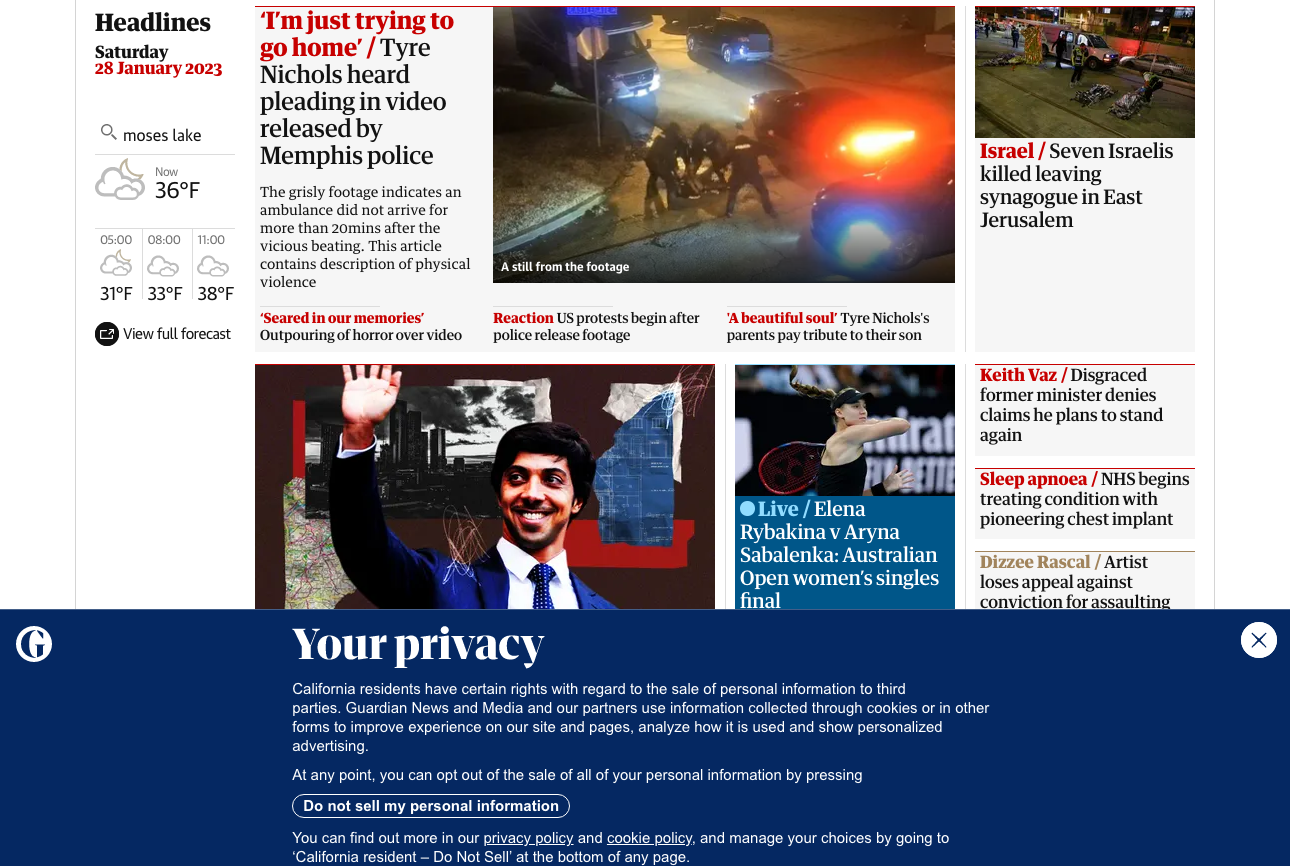 Headlines
Saturday
28 January 2023
moses lake
Now
36°F
05:00
08:00
11:00
31°F
33°F
38°F
View full forecast
‘I’m just trying to
go home’ / Tyre
Nichols heard
pleading in video
released by
Memphis police
The grisly footage indicates an
ambulance did not arrive for
more than 20mins after the
vicious beating. This article
contains description of physical
violence
A still from the footage
‘Seared in our memories’
Outpouring of horror over video
Reaction US protests begin after
police release footage
'A beautiful soul’ Tyre Nichols's
parents pay tribute to their son
Israel / Seven Israelis
killed leaving
synagogue in East
Jerusalem
Live / Elena
Rybakina v Aryna
Sabalenka: Australian
Open women’s singles
final
Keith Vaz / Disgraced
former minister denies
claims he plans to stand
again
Sleep apnoea / NHS begins
treating condition with
pioneering chest implant
Dizzee Rascal / Artist
loses appeal against
conviction for assaulting
G
Your privacy
California residents have certain rights with regard to the sale of personal information to third
parties. Guardian News and Media and our partners use information collected through cookies or in other
forms to improve experience on our site and pages, analyze how it is used and show personalized
advertising.
At any point, you can opt out of the sale of all of your personal information by pressing
Do not sell my personal information
You can find out more in our privacy policy and cookie policy, and manage your choices by going to
‘California resident – Do Not Sell’ at the bottom of any page.